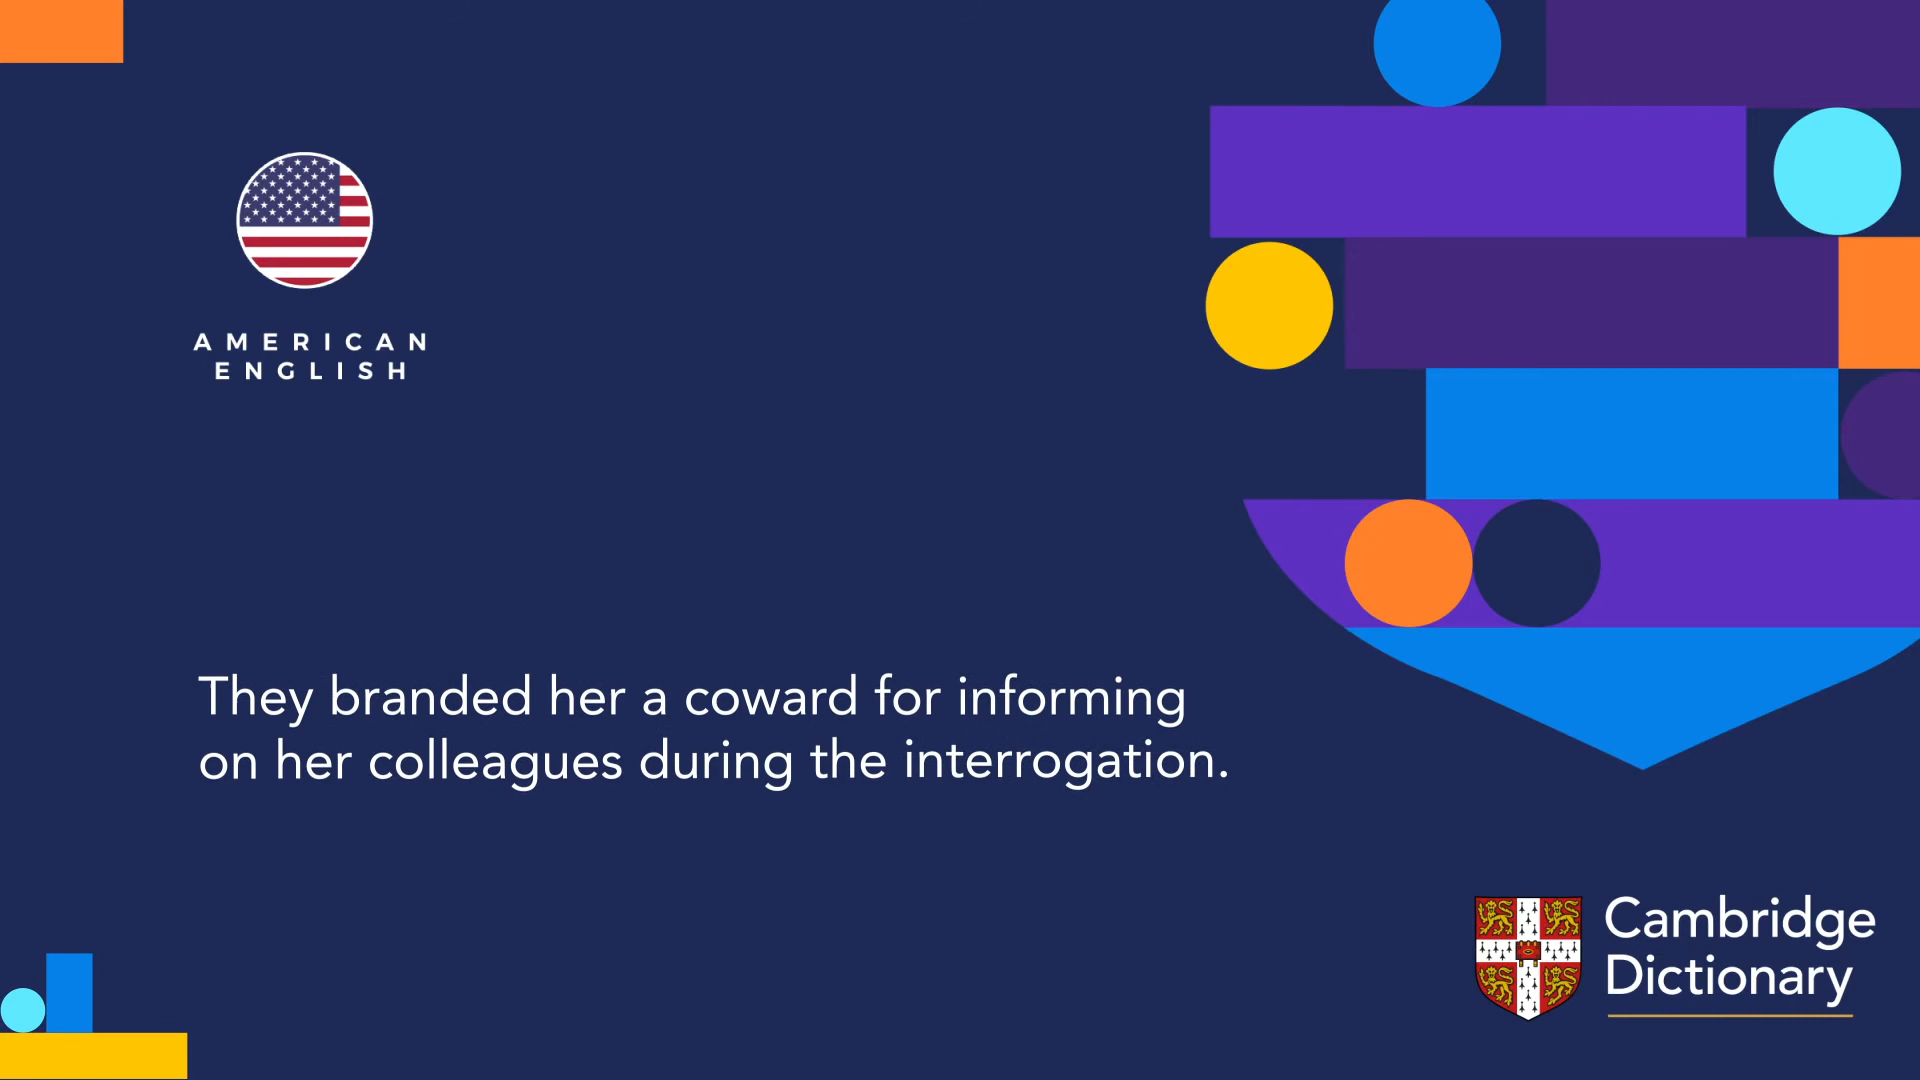 AMERICAN
ENGLISH
They branded her a coward for informing
on her colleagues during the interrogation.
Cambridge
Dictionary